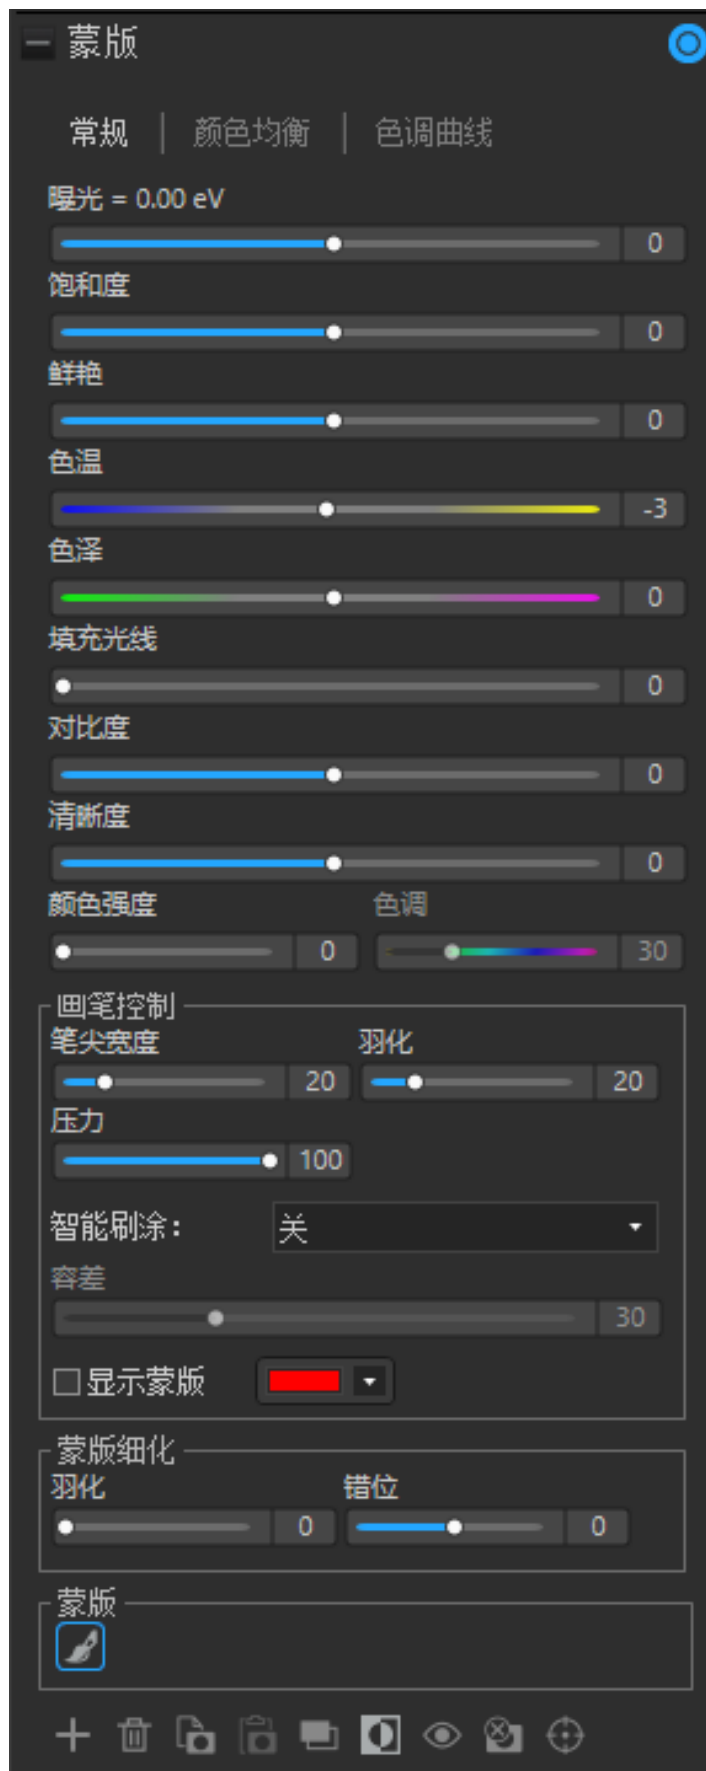 蒙版
常规 颜色均衡 色调曲线
曝光 = 0.00 eV
0
饱和度
0
鲜艳
0
色温
-3
色泽
0
填充光线
0
对比度
0
清晰度
0
颜色强度 色调
0 30
画笔控制
笔尖宽度 羽化
20 20
压力
100
智能刷涂: 关
容差
30
显示蒙版
蒙版细化
羽化 错位
0 0
蒙版